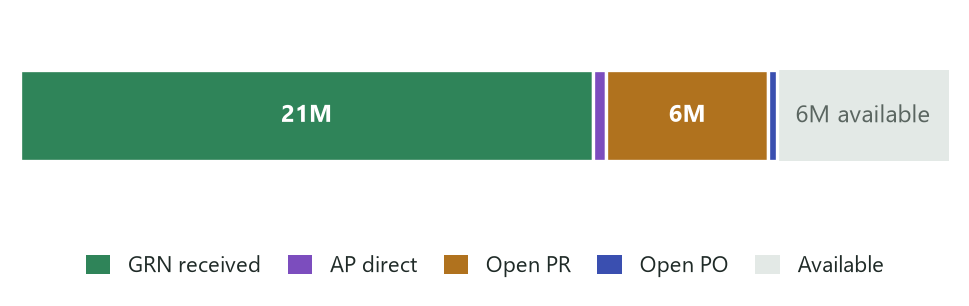 21M 6M 6M available
GRN received AP direct Open PR Open PO Available